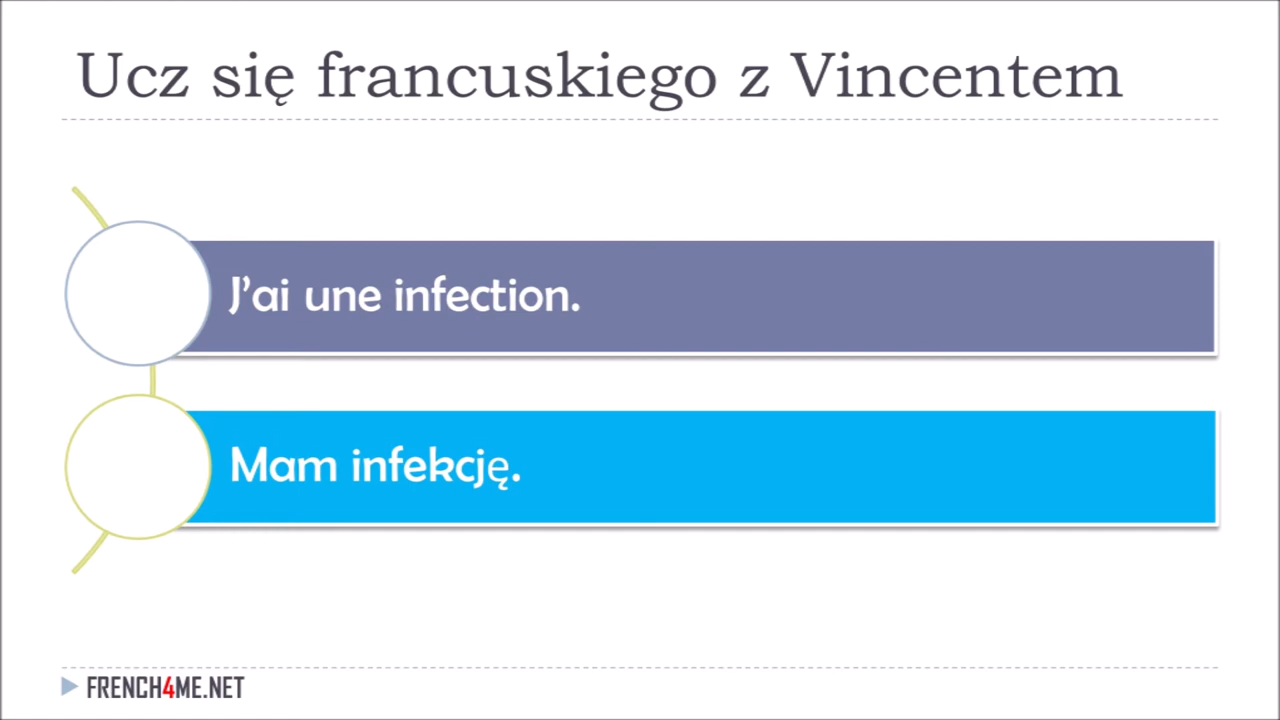 Ucz się francuskiego z Vincentem
J’ai une infection.
Mam infekcję.
FRENCH4ME.NET